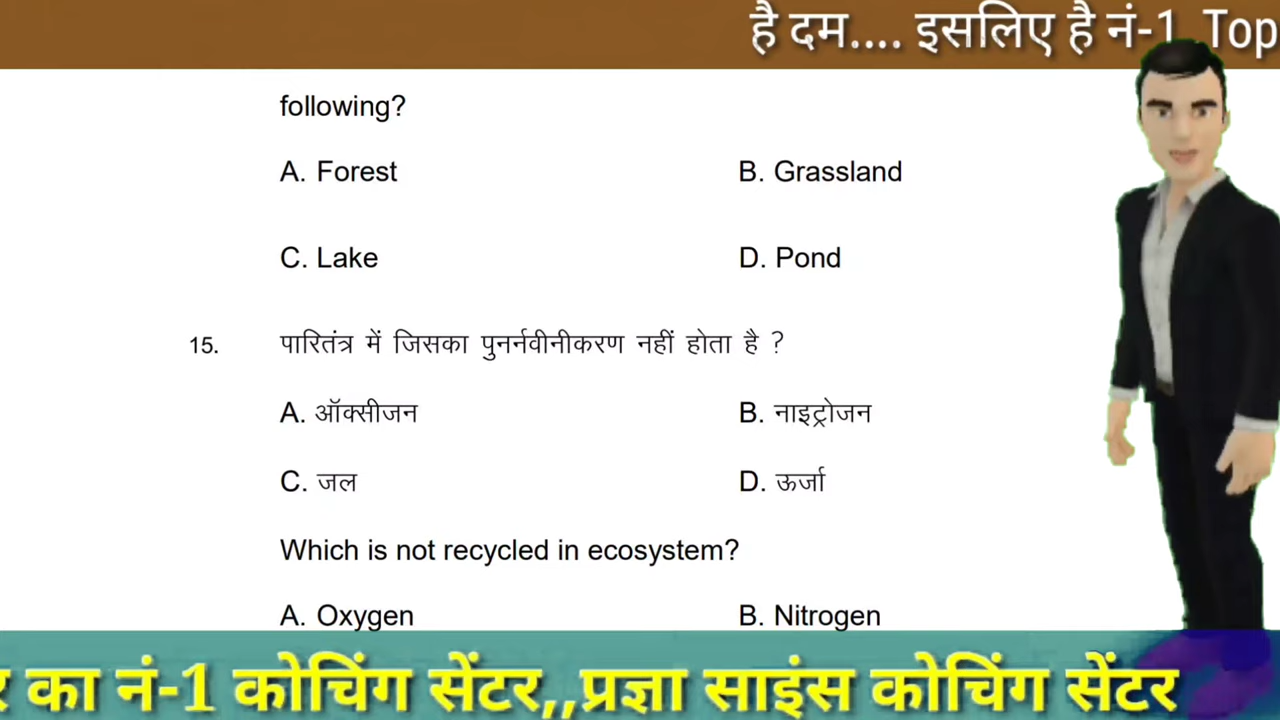 है दम.... इसलिए है नं-1 Top
following?
A. Forest B. Grassland
C. Lake D. Pond
15. पारितंत्र में जिसका पुनर्नवीनीकरण नहीं होता है ?
A. ऑक्सीजन B. नाइट्रोजन
C. जल D. ऊर्जा
Which is not recycled in ecosystem?
A. Oxygen B. Nitrogen
र का नं-1 कोचिंग सेंटर,,प्रज्ञा साइंस कोचिंग सेंटर